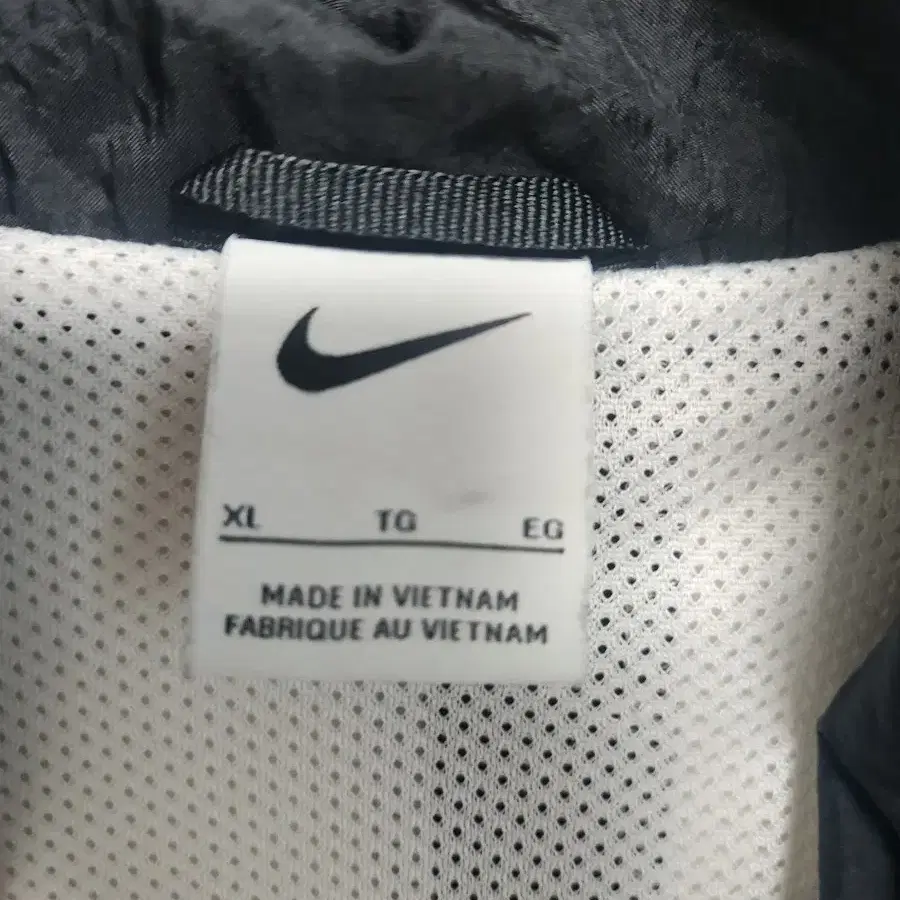 XL TG EG
MADE IN VIETNAM
FABRIQUE AU VIETNAM